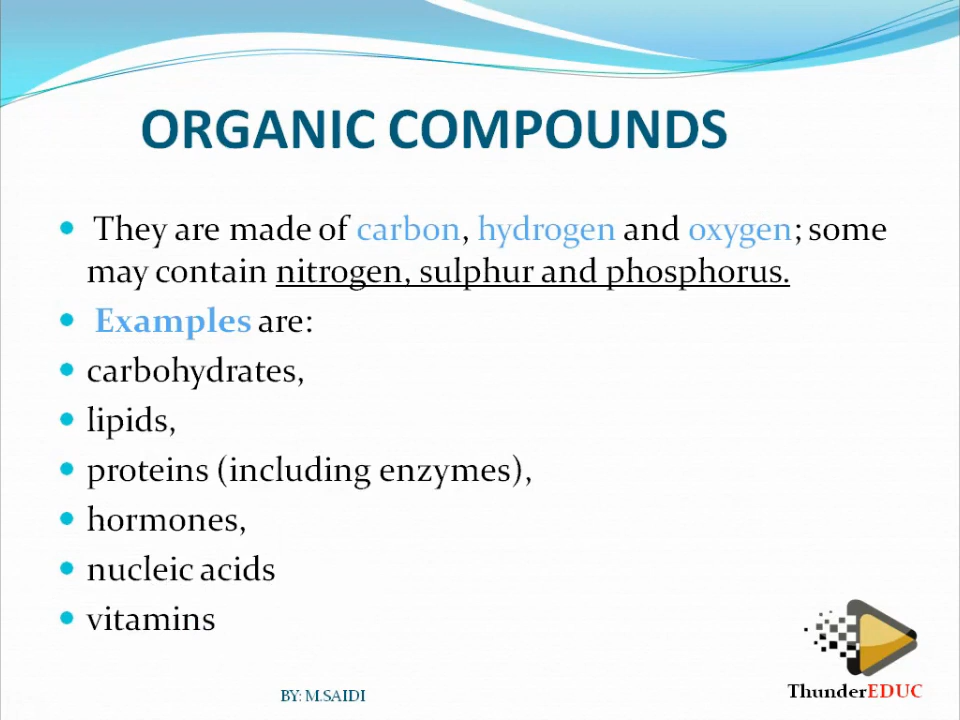 ORGANIC COMPOUNDS
They are made of carbon, hydrogen and oxygen; some
may contain nitrogen, sulphur and phosphorus.
Examples are:
carbohydrates,
lipids,
proteins (including enzymes),
hormones,
nucleic acids
vitamins
ThunderEDUC
BY: M.SAIDI